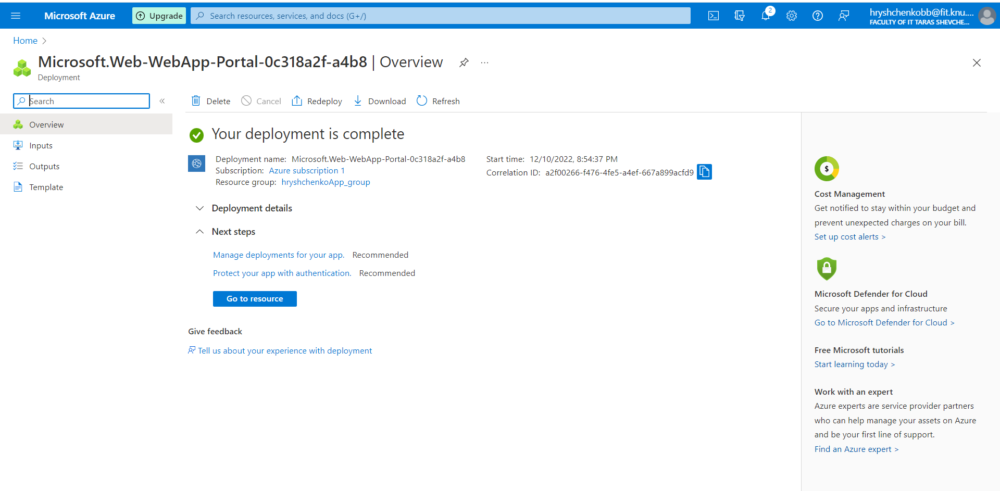 Microsoft Azure
Upgrade
Search resources, services, and docs (G+/)
2
hryshchenkobb@fit.knu....
FACULTY OF IT TARAS SHEVCHE...
Home
Microsoft.Web-WebApp-Portal-0c318a2f-a4b8 | Overview
...
Deployment
Search
«
Delete
Cancel
Redeploy
Download
Refresh
Overview
Inputs
Outputs
Template
Your deployment is complete
Deployment name: Microsoft.Web-WebApp-Portal-0c318a2f-a4b8
Subscription: Azure subscription 1
Resource group: hryshchenkoApp_group
Start time: 12/10/2022, 8:54:37 PM
Correlation ID: a2f00266-f476-4fe5-a4ef-667a899acfd9
Deployment details
Next steps
Manage deployments for your app. Recommended
Protect your app with authentication. Recommended
Go to resource
Give feedback
Tell us about your experience with deployment
$
Cost Management
Get notified to stay within your budget and
prevent unexpected charges on your bill.
Set up cost alerts >
Microsoft Defender for Cloud
Secure your apps and infrastructure
Go to Microsoft Defender for Cloud >
Free Microsoft tutorials
Start learning today >
Work with an expert
Azure experts are service provider partners
who can help manage your assets on Azure
and be your first line of support.
Find an Azure expert >